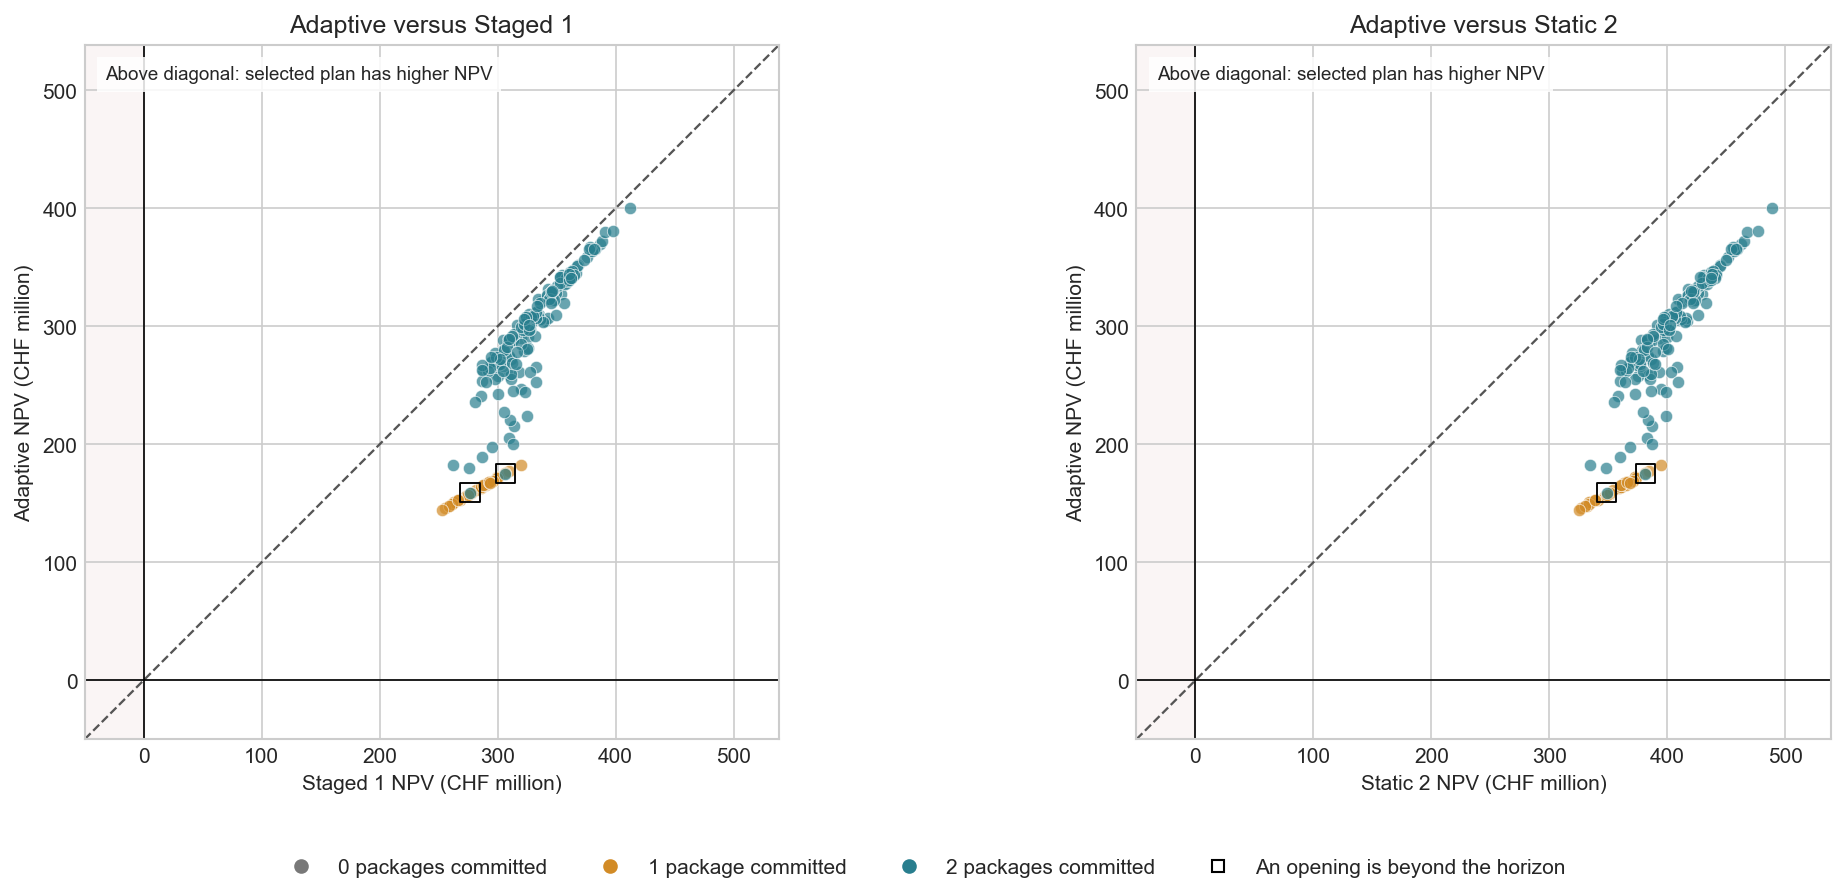 Adaptive versus Staged 1
Above diagonal: selected plan has higher NPV
Adaptive NPV (CHF million)
500
400
300
200
100
0
0 100 200 300 400 500
Staged 1 NPV (CHF million)
Adaptive versus Static 2
Above diagonal: selected plan has higher NPV
Adaptive NPV (CHF million)
500
400
300
200
100
0
0 100 200 300 400 500
Static 2 NPV (CHF million)
0 packages committed 1 package committed 2 packages committed An opening is beyond the horizon